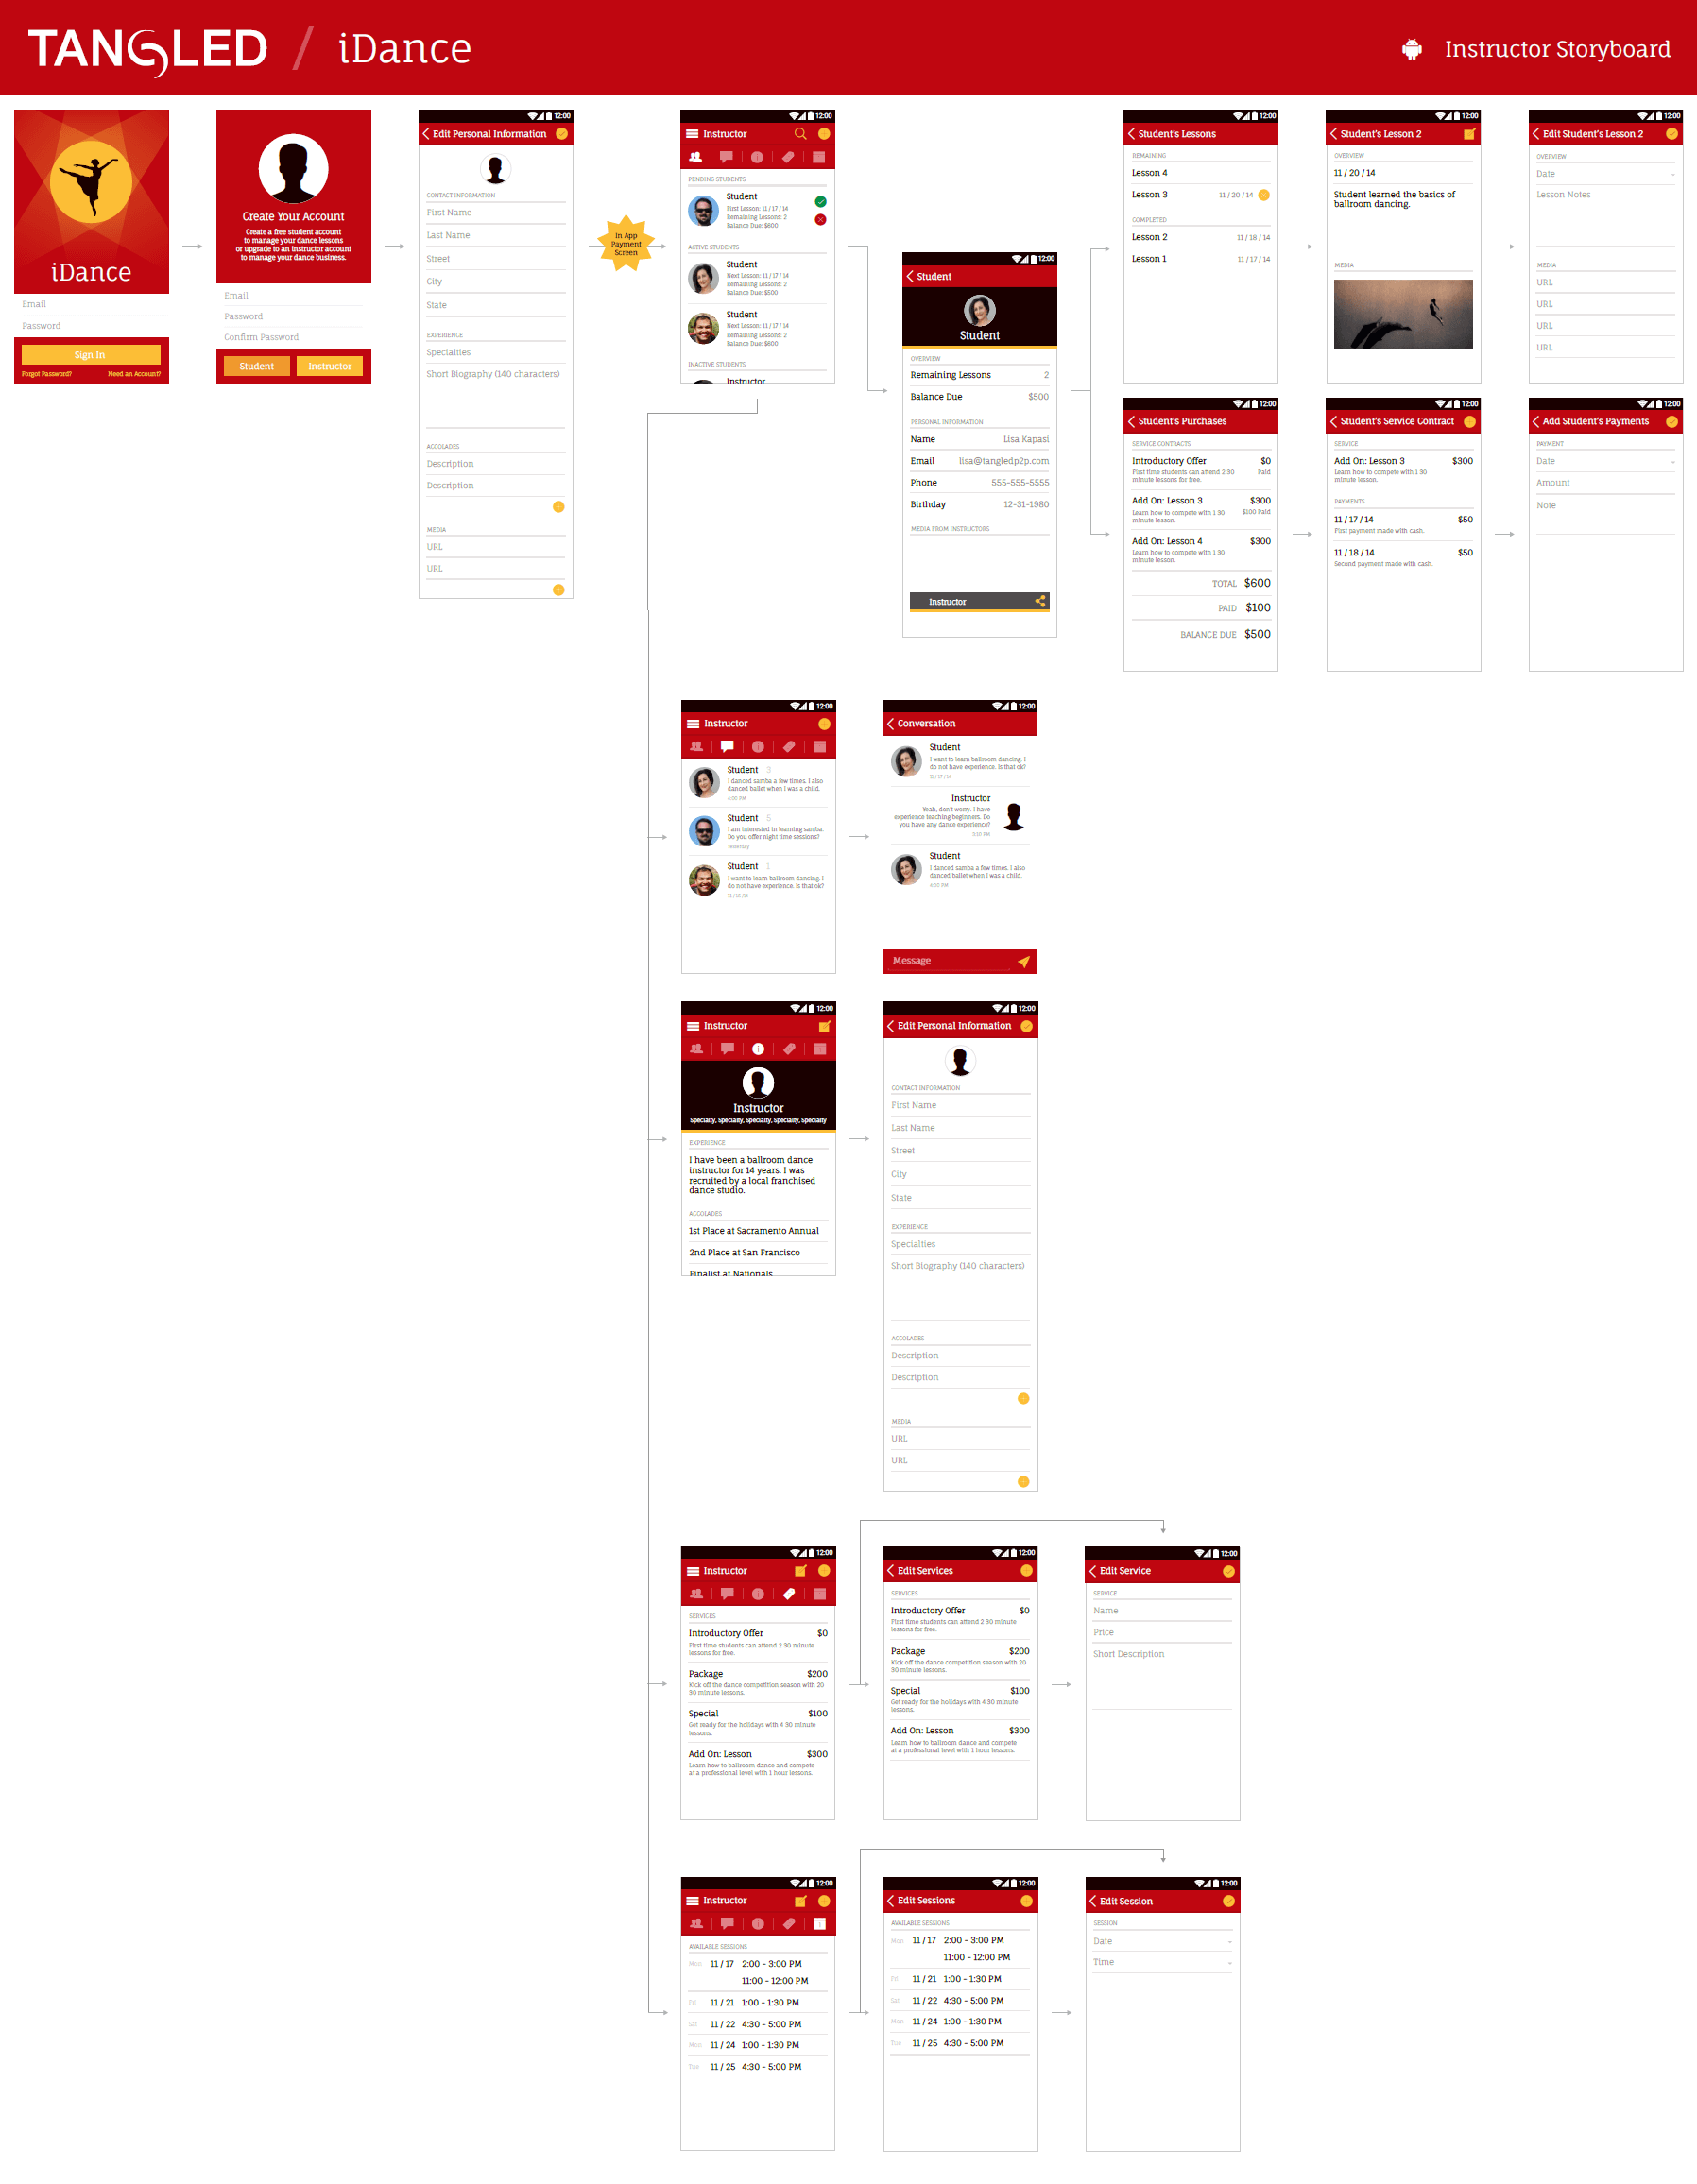 TANGLED / iDance
Instructor Storyboard
iDance
Email
Password
Sign In
Forgot Password?
Need an Account?
Create Your Account
Create a free student account
to manage your dance lessons
or upgrade to an instructor account
to manage your dance business.
Email
Password
Confirm Password
Student
Instructor
12:00
Edit Personal Information
CONTACT INFORMATION
First Name
Last Name
Street
City
State
EXPERIENCE
Specialties
Short Biography (140 characters)
ACCOLADES
Description
Description
MEDIA
URL
URL
In App
Payment
Screen
12:00
Instructor
PENDING STUDENTS
Student
First Lesson: 11 / 17 / 14
Remaining Lessons: 2
Balance Due: $600
ACTIVE STUDENTS
Student
Next Lesson: 11 / 17 / 14
Remaining Lessons: 2
Balance Due: $500
Student
Next Lesson: 11 / 17 / 14
Remaining Lessons: 2
Balance Due: $600
INACTIVE STUDENTS
Instructor
12:00
Student
Student
OVERVIEW
Remaining Lessons 2
Balance Due $500
PERSONAL INFORMATION
Name Lisa Kapasi
Email lisa@tangledp2p.com
Phone 555-555-5555
Birthday 12-31-1980
MEDIA FROM INSTRUCTORS
Instructor
12:00
Student's Lessons
REMAINING
Lesson 4
Lesson 3 11 / 20 / 14
COMPLETED
Lesson 2 11 / 18 / 14
Lesson 1 11 / 17 / 14
12:00
Student's Lesson 2
OVERVIEW
11 / 20 / 14
Student learned the basics of
ballroom dancing.
MEDIA
12:00
Edit Student's Lesson 2
OVERVIEW
Date
Lesson Notes
MEDIA
URL
URL
URL
URL
12:00
Student's Purchases
SERVICE CONTRACTS
Introductory Offer $0
First time students can attend 2 30 Paid
minute lessons for free.
Add On: Lesson 3 $300
Learn how to compete with 1 30 $100 Paid
minute lesson.
Add On: Lesson 4 $300
Learn how to compete with 1 30
minute lesson.
TOTAL $600
PAID $100
BALANCE DUE $500
12:00
Student's Service Contract
SERVICE
Add On: Lesson 3 $300
Learn how to compete with 1 30
minute lesson.
PAYMENTS
11 / 17 / 14 $50
First payment made with cash.
11 / 18 / 14 $50
Second payment made with cash.
12:00
Add Student's Payments
PAYMENT
Date
Amount
Note
12:00
Instructor
Student 3
I danced samba a few times. I also
danced ballet when I was a child.
4:02 PM
Student 5
I am interested in learning samba.
Do you offer night time sessions?
Yesterday
Student 1
I want to learn ballroom dancing. I
do not have experience. Is that ok?
12:00
Conversation
Student
I want to learn ballroom dancing. I
do not have experience. Is that ok?
11 / 17 / 14
Instructor
Yeah, don't worry. I have
experience teaching beginners. Do
you have any dance experience?
Student
I danced samba a few times. I also
danced ballet when I was a child.
4:02 PM
Message
12:00
Instructor
Instructor
Specialty, Specialty, Specialty, Specialty, Specialty
EXPERIENCE
I have been a ballroom dance
instructor for 14 years. I was
recruited by a local franchised
dance studio.
ACCOLADES
1st Place at Sacramento Annual
2nd Place at San Francisco
Finalist at Nationals
12:00
Edit Personal Information
CONTACT INFORMATION
First Name
Last Name
Street
City
State
EXPERIENCE
Specialties
Short Biography (140 characters)
ACCOLADES
Description
Description
MEDIA
URL
URL
12:00
Instructor
SERVICES
Introductory Offer $0
First time students can attend 2 30 minute
lessons for free.
Package $200
Kick off the dance competition season with 20
30 minute lessons.
Special $100
Get ready for the holidays with 4 30 minute
lessons.
Add On: Lesson $300
Learn how to ballroom dance and compete
at a professional level with 1 hour lessons.
12:00
Edit Services
SERVICES
Introductory Offer $0
First time students can attend 2 30 minute
lessons for free.
Package $200
Kick off the dance competition season with 20
30 minute lessons.
Special $100
Get ready for the holidays with 4 30 minute
lessons.
Add On: Lesson $300
Learn how to ballroom dance and compete
at a professional level with 1 hour lessons.
12:00
Edit Service
SERVICE
Name
Price
Short Description
12:00
Instructor
AVAILABLE SESSIONS
Mon 11 / 17 2:00 - 3:00 PM
11:00 - 12:00 PM
Fri 11 / 21 1:00 - 1:30 PM
Sat 11 / 22 4:30 - 5:00 PM
Mon 11 / 24 1:00 - 1:30 PM
Tue 11 / 25 4:30 - 5:00 PM
12:00
Edit Sessions
AVAILABLE SESSIONS
Mon 11 / 17 2:00 - 3:00 PM
11:00 - 12:00 PM
Fri 11 / 21 1:00 - 1:30 PM
Sat 11 / 22 4:30 - 5:00 PM
Mon 11 / 24 1:00 - 1:30 PM
Tue 11 / 25 4:30 - 5:00 PM
12:00
Edit Session
SESSION
Date
Time